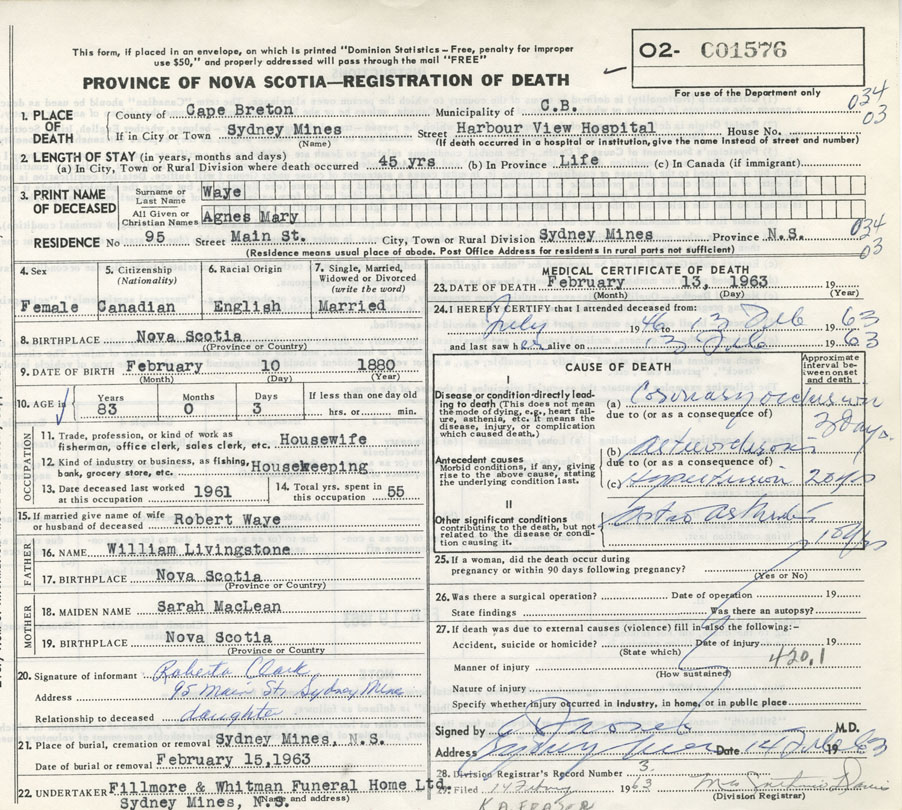 This form, if placed in an envelope, on which is printed "Dominion Statistics – Free, penalty for improper
use $50," and properly addressed will pass through the mail "FREE"
O2- C01576
PROVINCE OF NOVA SCOTIA—REGISTRATION OF DEATH
For use of the Department only
034
03
1. PLACE OF DEATH
County of Cape Breton Municipality of C.B.
If in City or Town Sydney Mines Street Harbour View Hospital House No.
(Name) (If death occurred in a hospital or institution, give the name instead of street and number)
2. LENGTH OF STAY (in years, months and days)
(a) In City, Town or Rural Division where death occurred 45 yrs (b) In Province Life (c) In Canada (if immigrant)
3. PRINT NAME OF DECEASED
Surname or Last Name Waye
All Given or Christian Names Agnes Mary
034
03
RESIDENCE No 95 Street Main St. City, Town or Rural Division Sydney Mines Province N.S.
(Residence means usual place of abode. Post Office Address for residents in rural parts not sufficient)
4. Sex
Female
5. Citizenship
(Nationality)
Canadian
6. Racial Origin
English
7. Single, Married,
Widowed or Divorced
(write the word)
Married
8. BIRTHPLACE Nova Scotia
(Province or Country)
9. DATE OF BIRTH February 10 1880
(Month) (Day) (Year)
10. AGE in
Years Months Days If less than one day old
83 0 3 hrs. or min.
OCCUPATION
11. Trade, profession, or kind of work as
fisherman, office clerk, sales clerk, etc. Housewife
12. Kind of industry or business, as fishing,
bank, grocery store, etc. Housekeeping
13. Date deceased last worked
at this occupation 1961
14. Total yrs. spent in
this occupation 55
15. If married give name of wife
or husband of deceased Robert Waye
FATHER
16. NAME William Livingstone
17. BIRTHPLACE Nova Scotia
(Province or Country)
MOTHER
18. MAIDEN NAME Sarah MacLean
19. BIRTHPLACE Nova Scotia
(Province or Country)
20. Signature of informant Roberta Clark
Address 95 Main St, Sydney Mines
Relationship to deceased daughter
21. Place of burial, cremation or removal Sydney Mines, N.S.
Date of burial or removal February 15, 1963
22. UNDERTAKER Fillmore & Whitman Funeral Home Ltd.
Sydney Mines, N.S.
(Name and address)
MEDICAL CERTIFICATE OF DEATH
23. DATE OF DEATH February 13, 1963 19
(Month) (Day) (Year)
24. I HEREBY CERTIFY that I attended deceased from:
July 1946 to 13 Feb 1963
and last saw her alive on 13 Feb 1963
CAUSE OF DEATH
Approximate
Interval between onset
and death
I
Disease or condition directly leading to death (This does not mean
the mode of dying, e.g., heart failure, asthenia, etc. It means the
disease, injury, or complication
which caused death.)
(a) Coronary occlusion
due to (or as a consequence of)
3 days.
Antecedent causes
Morbid conditions, if any, giving
rise to the above cause, stating
the underlying condition last.
(b)
due to (or as a consequence of)
(c) Hypertension 20 yrs
II
Other significant conditions
contributing to the death, but not
related to the disease or condition causing it.
10 yrs
25. If a woman, did the death occur during
pregnancy or within 90 days following pregnancy?
(Yes or No)
26. Was there a surgical operation? Date of operation 19
State findings Was there an autopsy?
27. If death was due to external causes (violence) fill in also the following:-
Accident, suicide or homicide? Date of injury 19
(State which)
420.1
Manner of injury
(How sustained)
Nature of injury
Specify whether injury occurred in industry, in home, or in public place
Signed by M.D.
Address Sydney Mines Date 14 Feb 1963
28. Division Registrar's Record Number 3.
29. Filed 1963
(Division Registrar)
K.A. FRASER